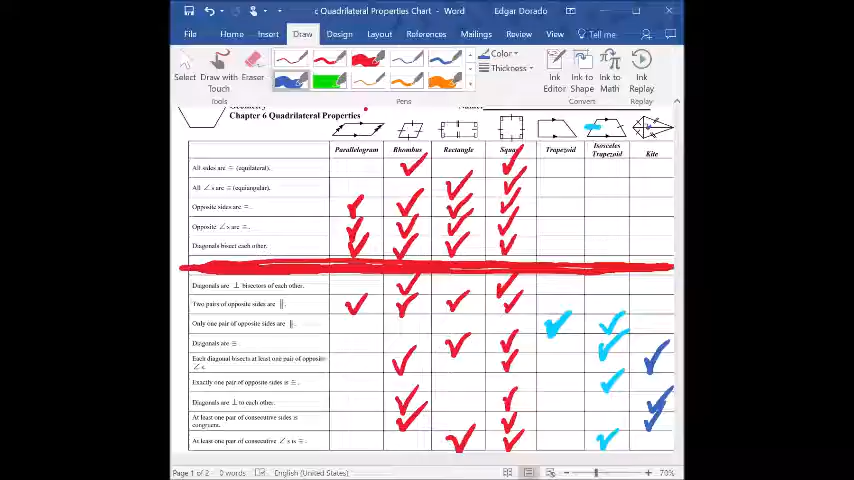 c Quadrilateral Properties Chart - Word
Edgar Dorado
File Home Insert Draw Design Layout References Mailings Review View Tell me
Select
Draw with Touch
Eraser
Color
Thickness
Ink Editor
Ink to Shape
Ink to Math
Ink Replay
Tools Pens Convert Replay
Chapter 6 Quadrilateral Properties
Parallelogram Rhombus Rectangle Square Trapezoid Isosceles Trapezoid Kite
All sides are ≅ (equilateral).
All ∠s are ≅ (equiangular).
Opposite sides are ≅.
Opposite ∠s are ≅.
Diagonals bisect each other.
Diagonals are ⊥ bisectors of each other.
Two pairs of opposite sides are ∥.
Only one pair of opposite sides are ∥.
Diagonals are ≅.
Each diagonal bisects at least one pair of opposite
∠s.
Exactly one pair of opposite sides is ≅.
Diagonals are ⊥ to each other.
At least one pair of consecutive sides is
congruent.
At least one pair of consecutive ∠s is ≅.
Page 1 of 2 0 words English (United States) 70%